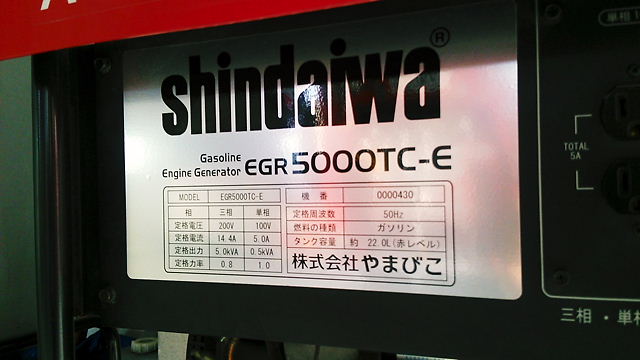 shindaiwa®
Gasoline
Engine Generator EGR5000TC-E
MODEL EGR5000TC-E
相 三相 単相
定格電圧 200V 100V
定格電流 14.4A 5.0A
定格出力 5.0kVA 0.5kVA
定格力率 0.8 1.0
機番 0000430
定格周波数 50Hz
燃料の種類 ガソリン
タンク容量 約 22.0L(赤レベル)
株式会社やまびこ
単相
TOTAL
5A
三相・単相